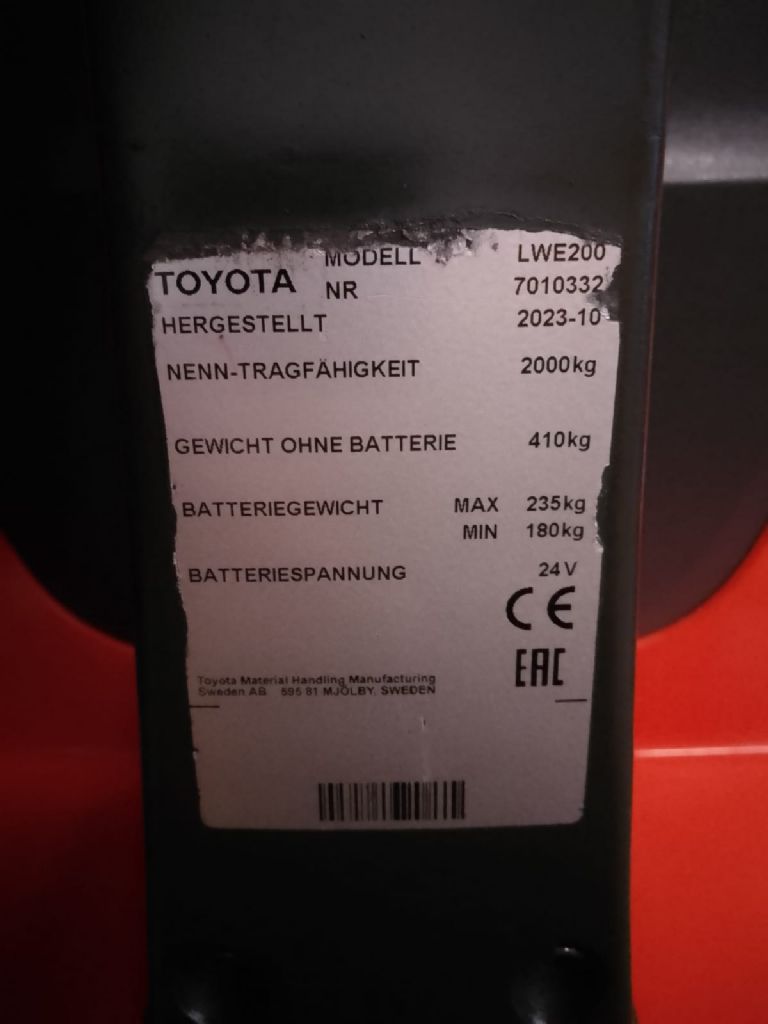 MODELL LWE200
TOYOTA NR 7010332
HERGESTELLT 2023-10
NENN-TRAGFÄHIGKEIT 2000kg
GEWICHT OHNE BATTERIE 410kg
BATTERIEGEWICHT MAX 235kg
MIN 180kg
BATTERIESPANNUNG 24V
CE
EAC
Toyota Material Handling Manufacturing
Sweden AB 595 81 MJÖLBY, SWEDEN